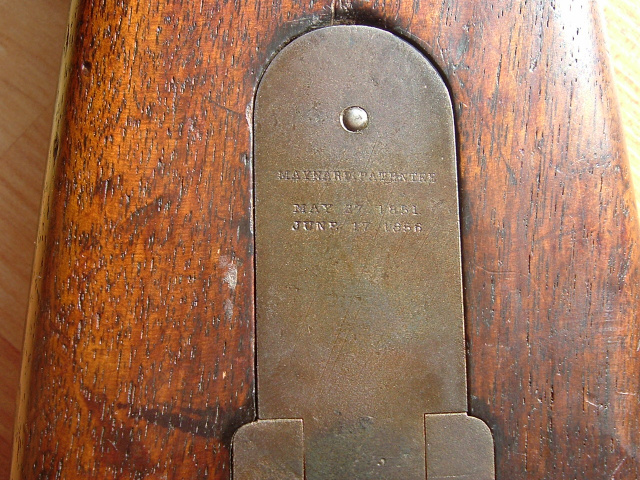 MAYNARD PATENTEE
MAY 27, 1851
JUNE 17, 1856